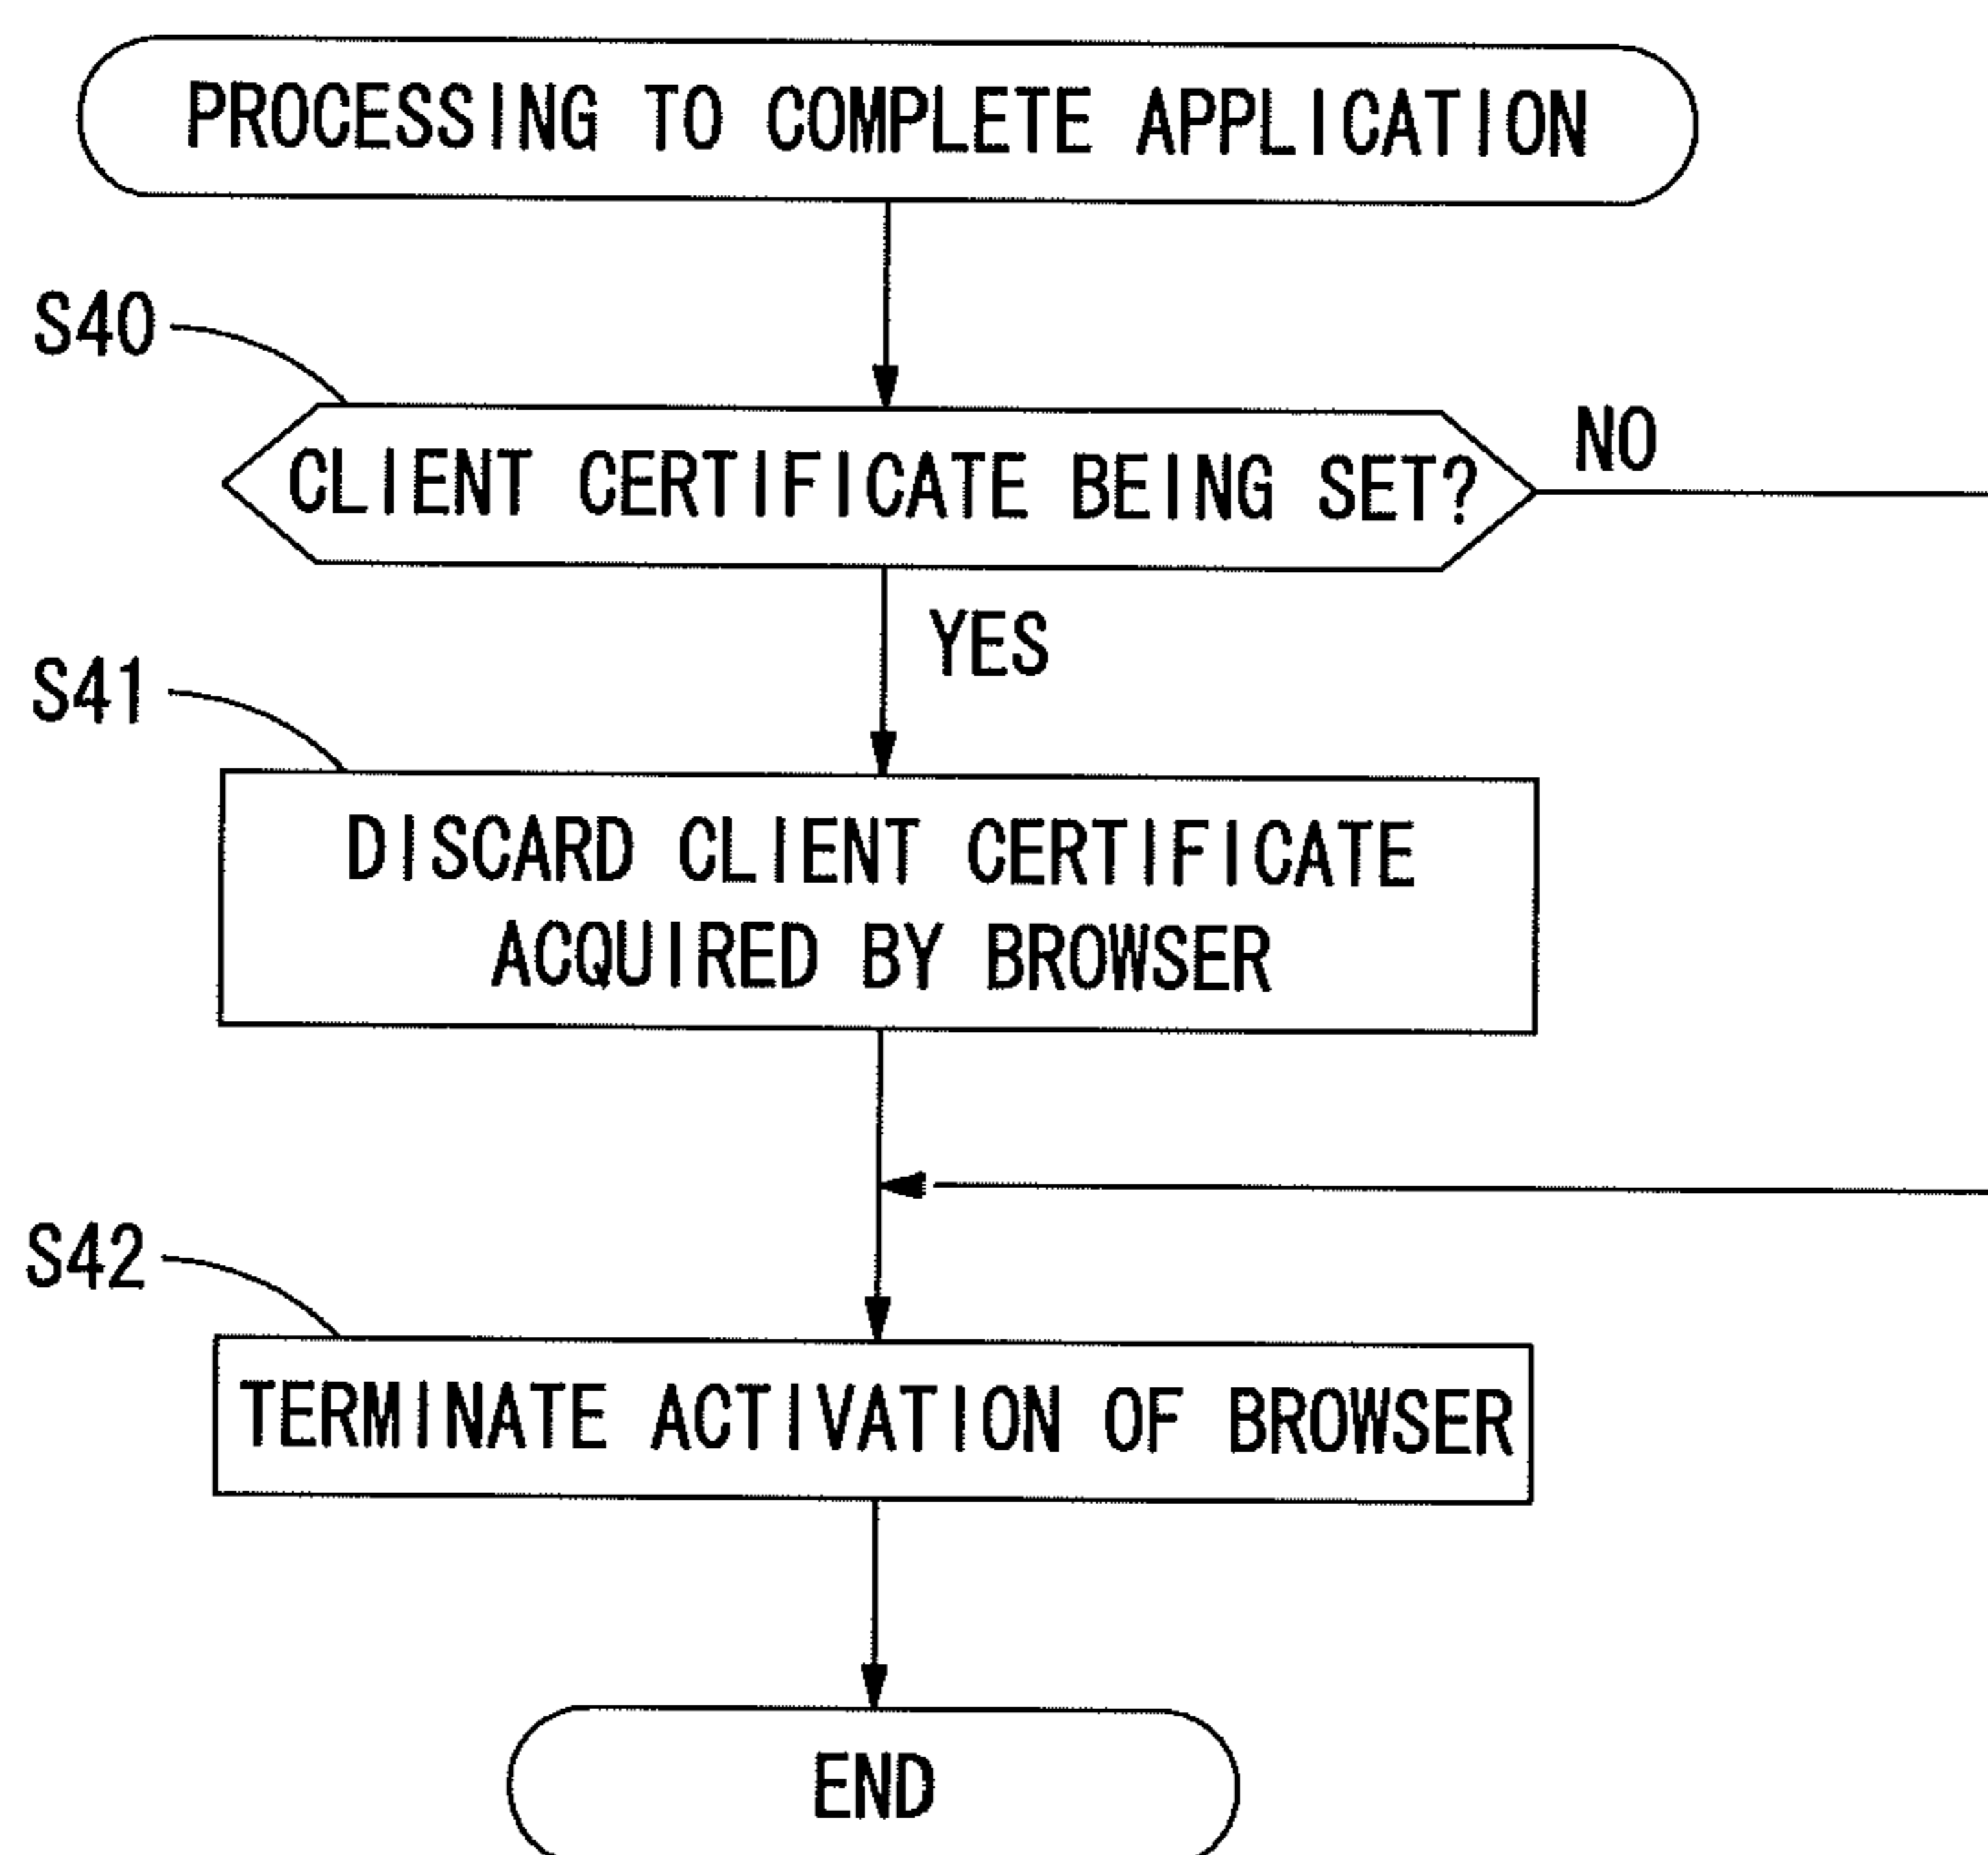 PROCESSING TO COMPLETE APPLICATION
S40
CLIENT CERTIFICATE BEING SET?
NO
YES
S41
DISCARD CLIENT CERTIFICATE
ACQUIRED BY BROWSER
S42
TERMINATE ACTIVATION OF BROWSER
END